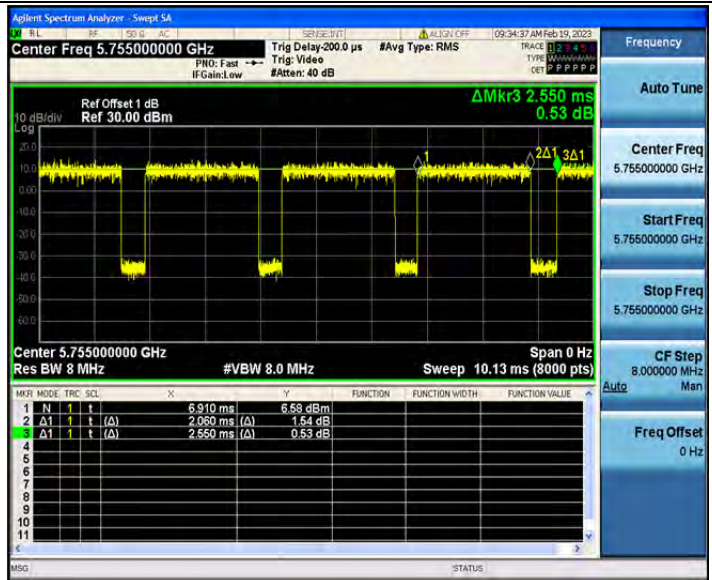 Agilent Spectrum Analyzer - Swept SA
RL RF 50 Ω AC SENSE:INT ALIGN OFF 09:34:37 AM Feb 19, 2023
Center Freq 5.755000000 GHz
PNO: Fast
IFGain:Low
Trig Delay-200.0 µs
Trig: Video
#Atten: 40 dB
#Avg Type: RMS
TRACE 1 2 3 4 5 6
TYPE
DET P P P P P P
Frequency
ΔMkr3 2.550 ms
0.53 dB
Ref Offset 1 dB
10 dB/div Ref 30.00 dBm
Log
20.0
10.0
0.00
-10.0
-20.0
-30.0
-40.0
-50.0
-60.0
1
2Δ1
3Δ1
Center 5.755000000 GHz Span 0 Hz
Res BW 8 MHz #VBW 8.0 MHz Sweep 10.13 ms (8000 pts)
MKR MODE TRC SCL X Y FUNCTION FUNCTION WIDTH FUNCTION VALUE
1 N 1 t 6.910 ms 6.58 dBm
2 Δ1 1 t (Δ) 2.060 ms (Δ) 1.54 dB
3 Δ1 1 t (Δ) 2.550 ms (Δ) 0.53 dB
4
5
6
7
8
9
10
11
MSG STATUS
Auto Tune
Center Freq
5.755000000 GHz
Start Freq
5.755000000 GHz
Stop Freq
5.755000000 GHz
CF Step
8.000000 MHz
Auto Man
Freq Offset
0 Hz